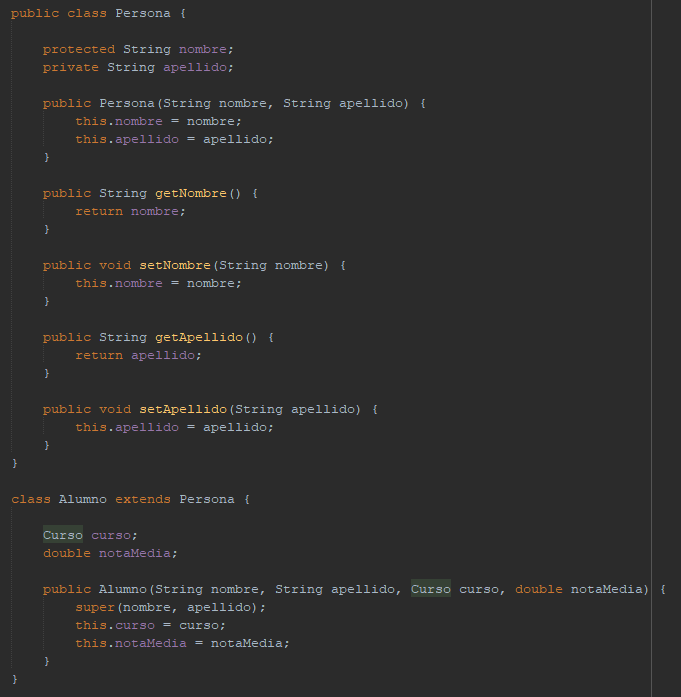 public class Persona {
protected String nombre;
private String apellido;
public Persona(String nombre, String apellido) {
this.nombre = nombre;
this.apellido = apellido;
}
public String getNombre() {
return nombre;
}
public void setNombre(String nombre) {
this.nombre = nombre;
}
public String getApellido() {
return apellido;
}
public void setApellido(String apellido) {
this.apellido = apellido;
}
}
class Alumno extends Persona {
Curso curso;
double notaMedia;
public Alumno(String nombre, String apellido, Curso curso, double notaMedia) {
super(nombre, apellido);
this.curso = curso;
this.notaMedia = notaMedia;
}
}